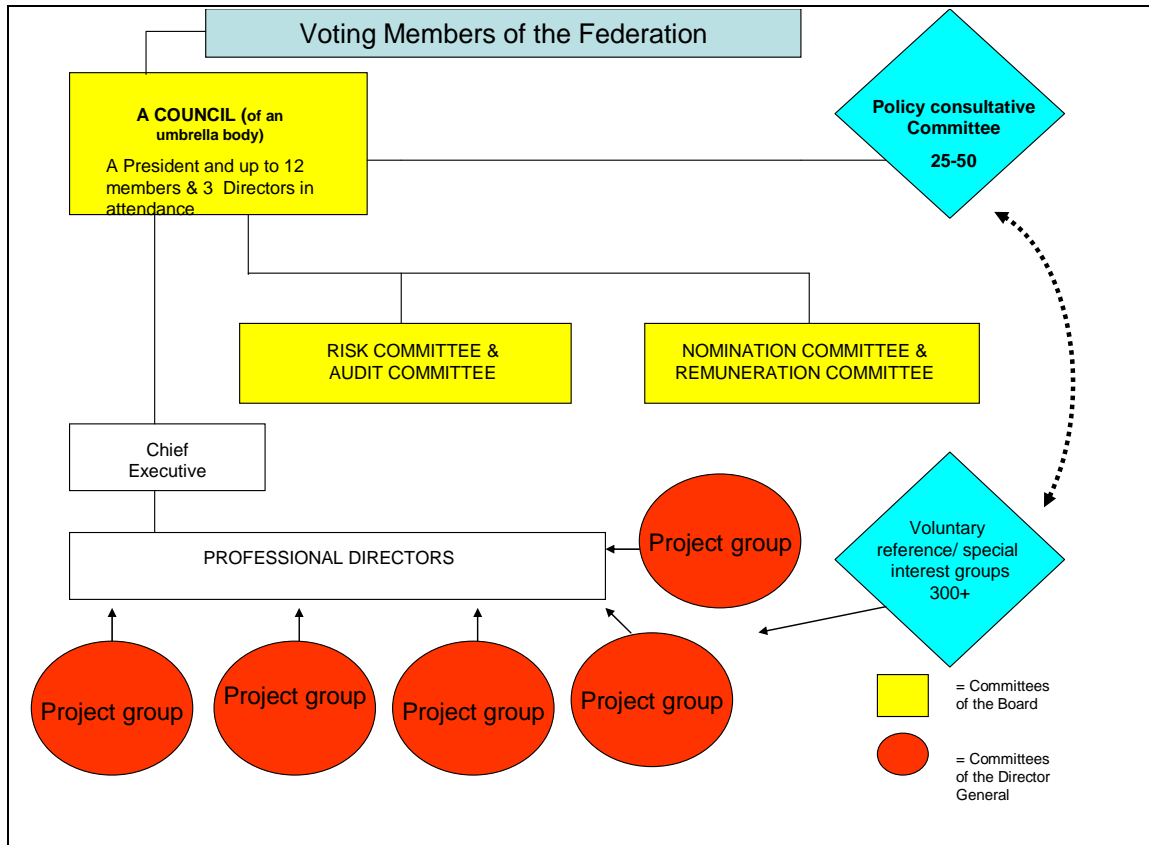 Voting Members of the Federation
A COUNCIL (of an
umbrella body)
A President and up to 12
members & 3 Directors in
attendance
Policy consultative
Committee
25-50
RISK COMMITTEE &
AUDIT COMMITTEE
NOMINATION COMMITTEE &
REMUNERATION COMMITTEE
Chief
Executive
PROFESSIONAL DIRECTORS
Project group
Voluntary
reference/ special
interest groups
300+
Project group
Project group
Project group
Project group
= Committees
of the Board
= Committees
of the Director
General